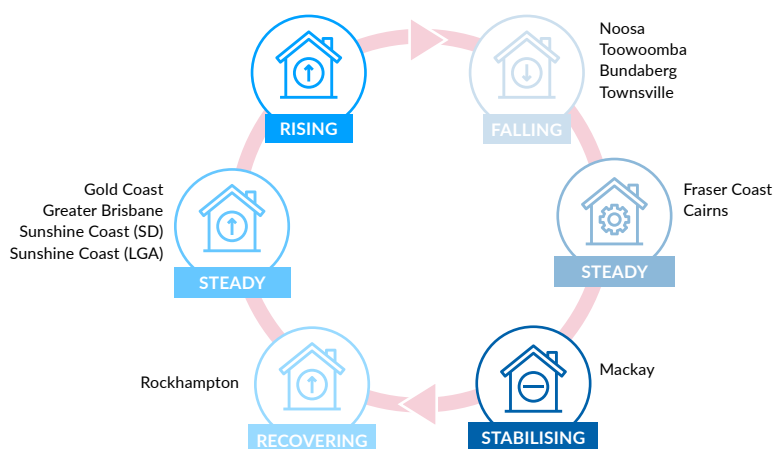 RISING
FALLING
Noosa
Toowoomba
Bundaberg
Townsville
Gold Coast
Greater Brisbane
Sunshine Coast (SD)
Sunshine Coast (LGA)
STEADY
STEADY
Fraser Coast
Cairns
Rockhampton
RECOVERING
STABILISING
Mackay